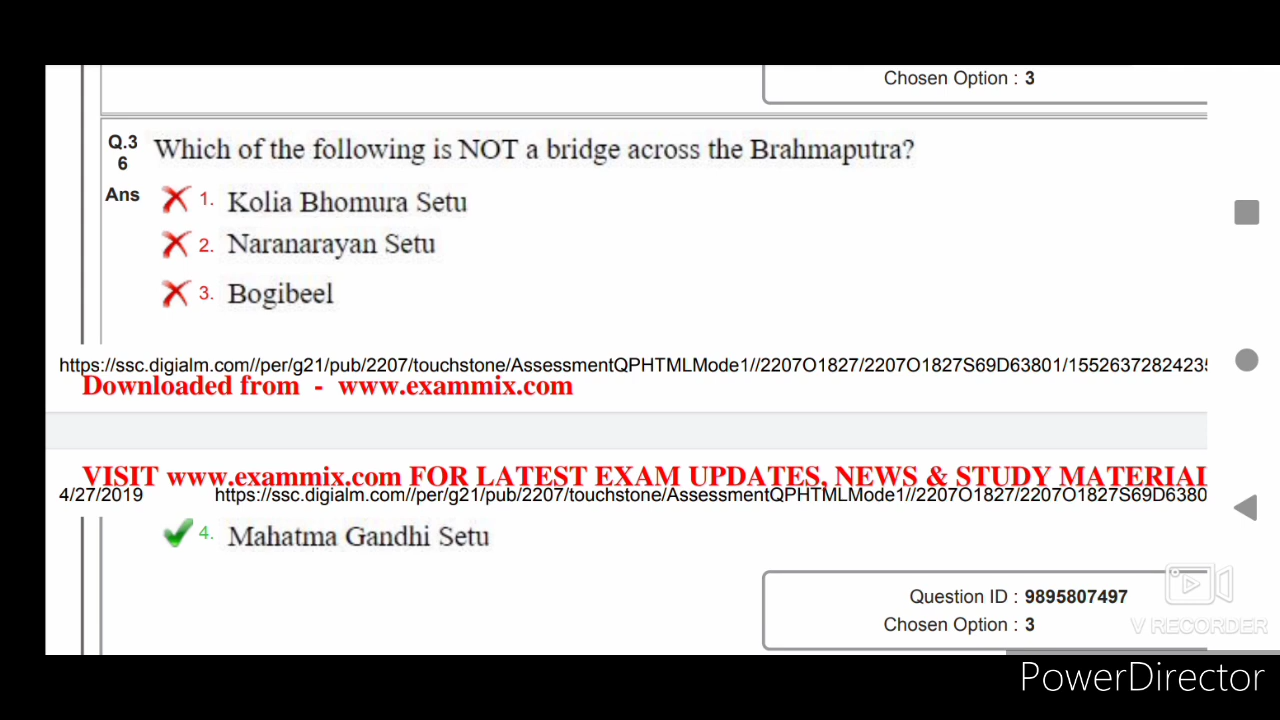 Chosen Option : 3
Q.3
6
Which of the following is NOT a bridge across the Brahmaputra?
Ans
1. Kolia Bhomura Setu
2. Naranarayan Setu
3. Bogibeel
https://ssc.digialm.com//per/g21/pub/2207/touchstone/AssessmentQPHTMLMode1//2207O1827/2207O1827S69D63801/1552637282423
Downloaded from - www.exammix.com
VISIT www.exammix.com FOR LATEST EXAM UPDATES, NEWS & STUDY MATERIAL
4/27/2019 https://ssc.digialm.com//per/g21/pub/2207/touchstone/AssessmentQPHTMLMode1//2207O1827/2207O1827S69D6380
4. Mahatma Gandhi Setu
Question ID : 9895807497
Chosen Option : 3
V RECORDER
PowerDirector